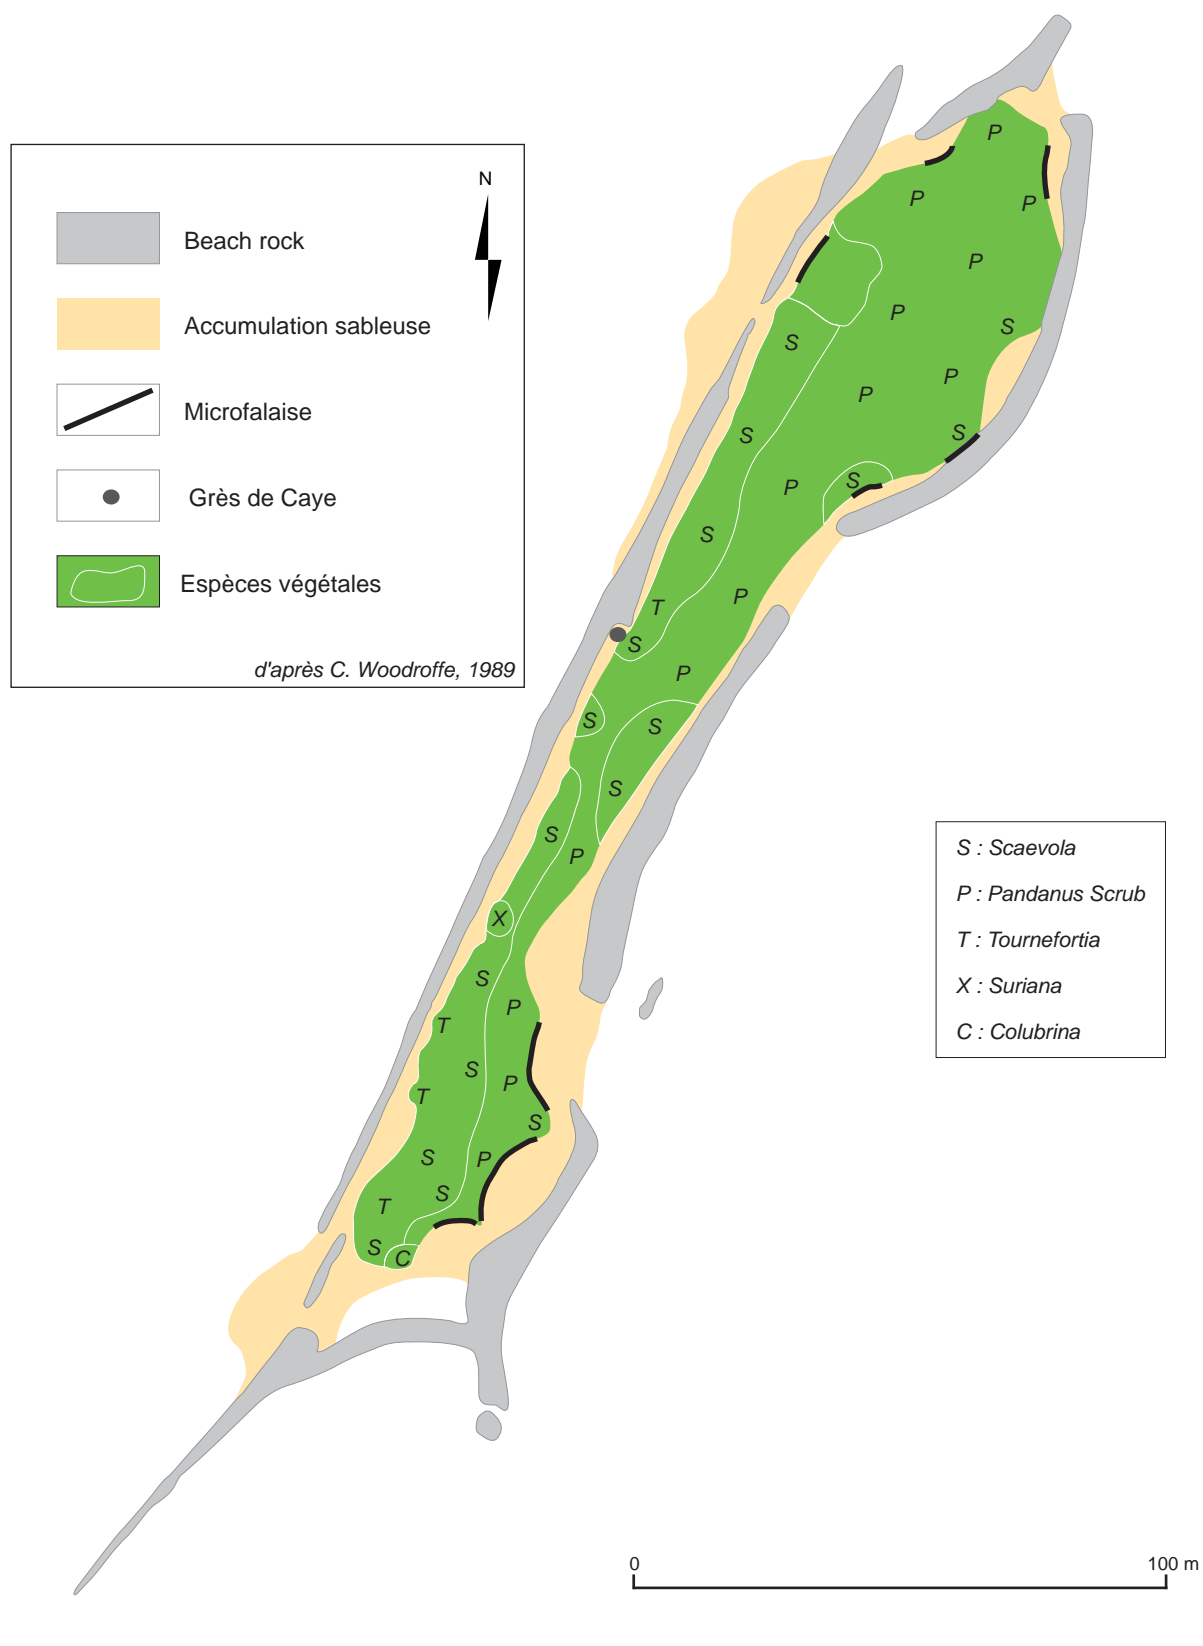 N
Beach rock
Accumulation sableuse
Microfalaise
Grès de Caye
Espèces végétales
d'après C. Woodroffe, 1989
P
P
P
P
P
S
S
P
P
S
S
P
S
S
P
T
S
P
S
S
S
S
P
X
S
P
T
S
P
T
S
S
P
S
T
S
C
S : Scaevola
P : Pandanus Scrub
T : Tournefortia
X : Suriana
C : Colubrina
0 100 m